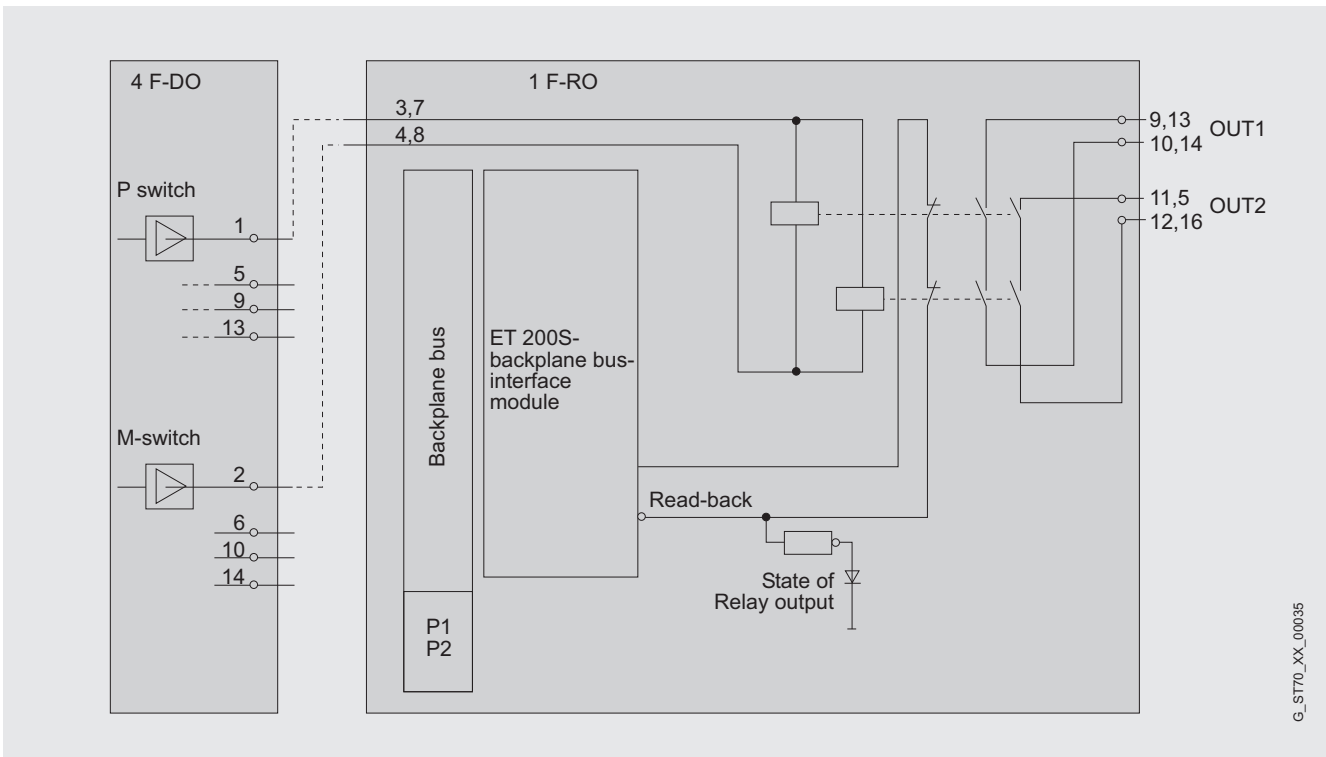 4 F-DO
1 F-RO
3,7
4,8
9,13
OUT1
10,14
P switch
1
11,5
OUT2
12,16
5
9
13
Backplane bus
ET 200S-
backplane bus-
interface
module
M-switch
2
6
10
14
Read-back
State of
Relay output
P1
P2
G_ST70_XX_00035